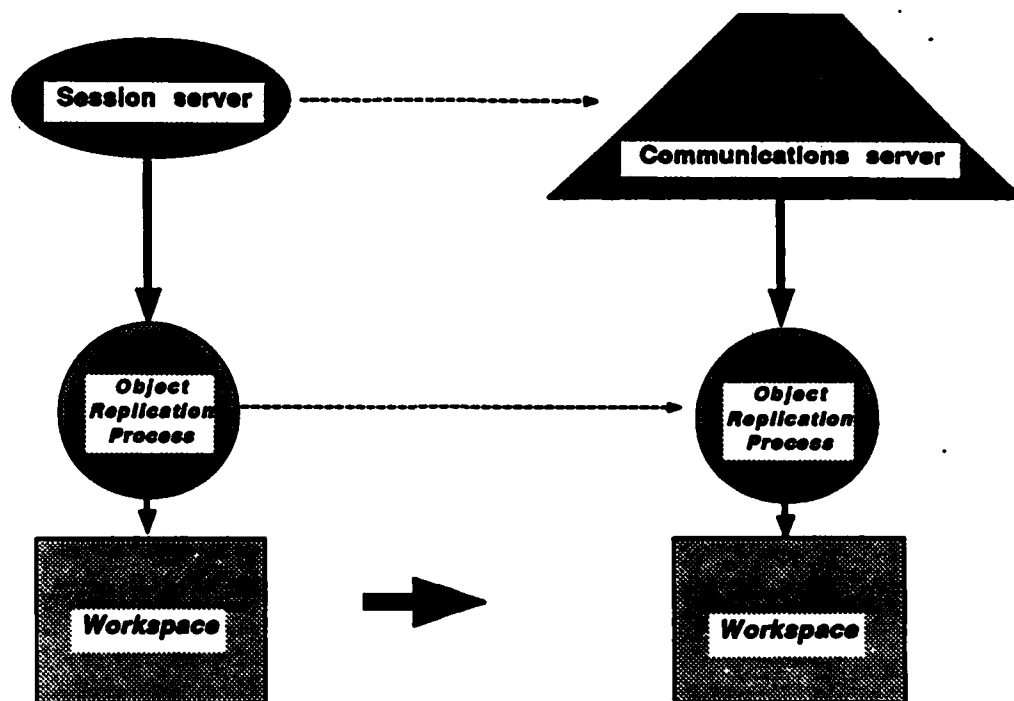 Session server
Communications server
Object
Replication
Process
Object
Replication
Process
Workspace
Workspace